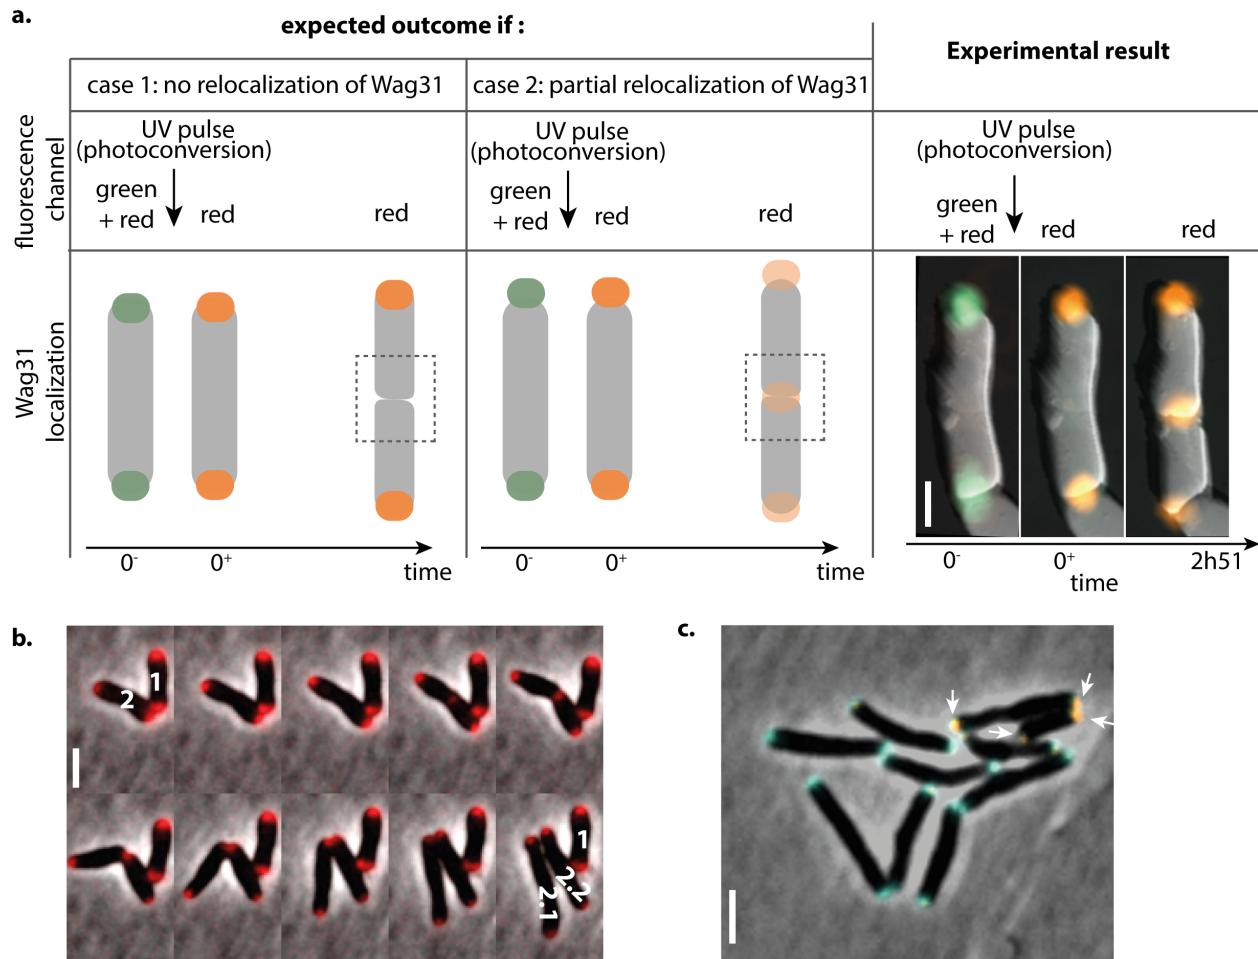 a.
expected outcome if :
Experimental result
case 1: no relocalization of Wag31
case 2: partial relocalization of Wag31
fluorescence
channel
UV pulse
(photoconversion)
green
+ red
red
red
UV pulse
(photoconversion)
green
+ red
red
red
UV pulse
(photoconversion)
green
+ red
red
red
Wag31
localization
0-
0+
time
0-
0+
time
0-
0+
2h51
time
b.
1
2
1
2.2
2.1
c.